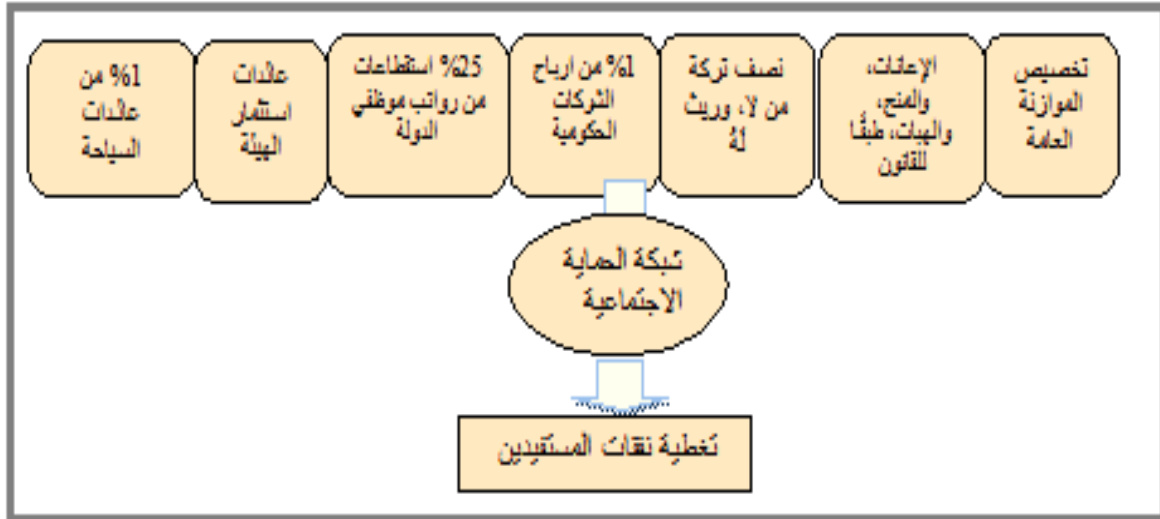 تخصيص
الموازنة
العامة
الإعانات،
والمنح،
والهبات، طبقًا
للقانون
نصف تركة
من لا، وريث
لهُ
%1 من ارباح
الشركات
الحكومية
%25 استقطاعات
من رواتب موظفي
الدولة
عائدات
استثمار
الهيئة
%1 من
عائدات
السياحة
شبكة الحماية
الاجتماعية
تغطية نفقات المستفيدين